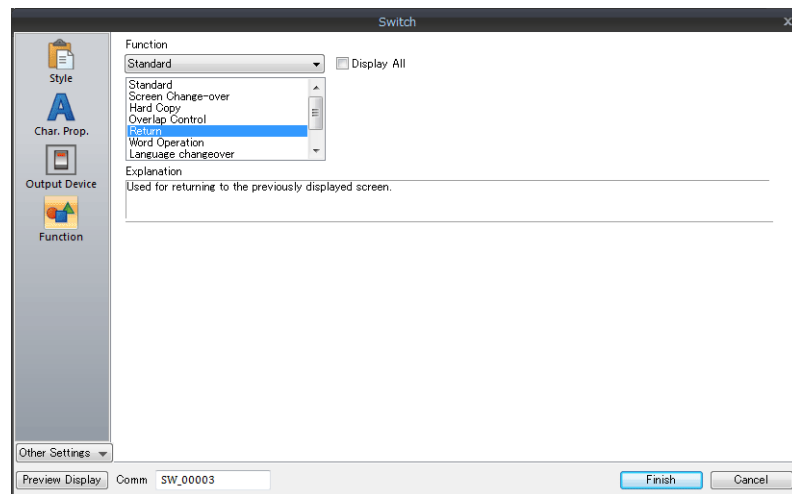 Switch
X
Style
Char. Prop.
Output Device
Function
Other Settings
Function
Standard
Display All
Standard
Screen Change-over
Hard Copy
Overlap Control
Return
Word Operation
Language changeover
Explanation
Used for returning to the previously displayed screen.
Preview Display Comm SW_00003 Finish Cancel